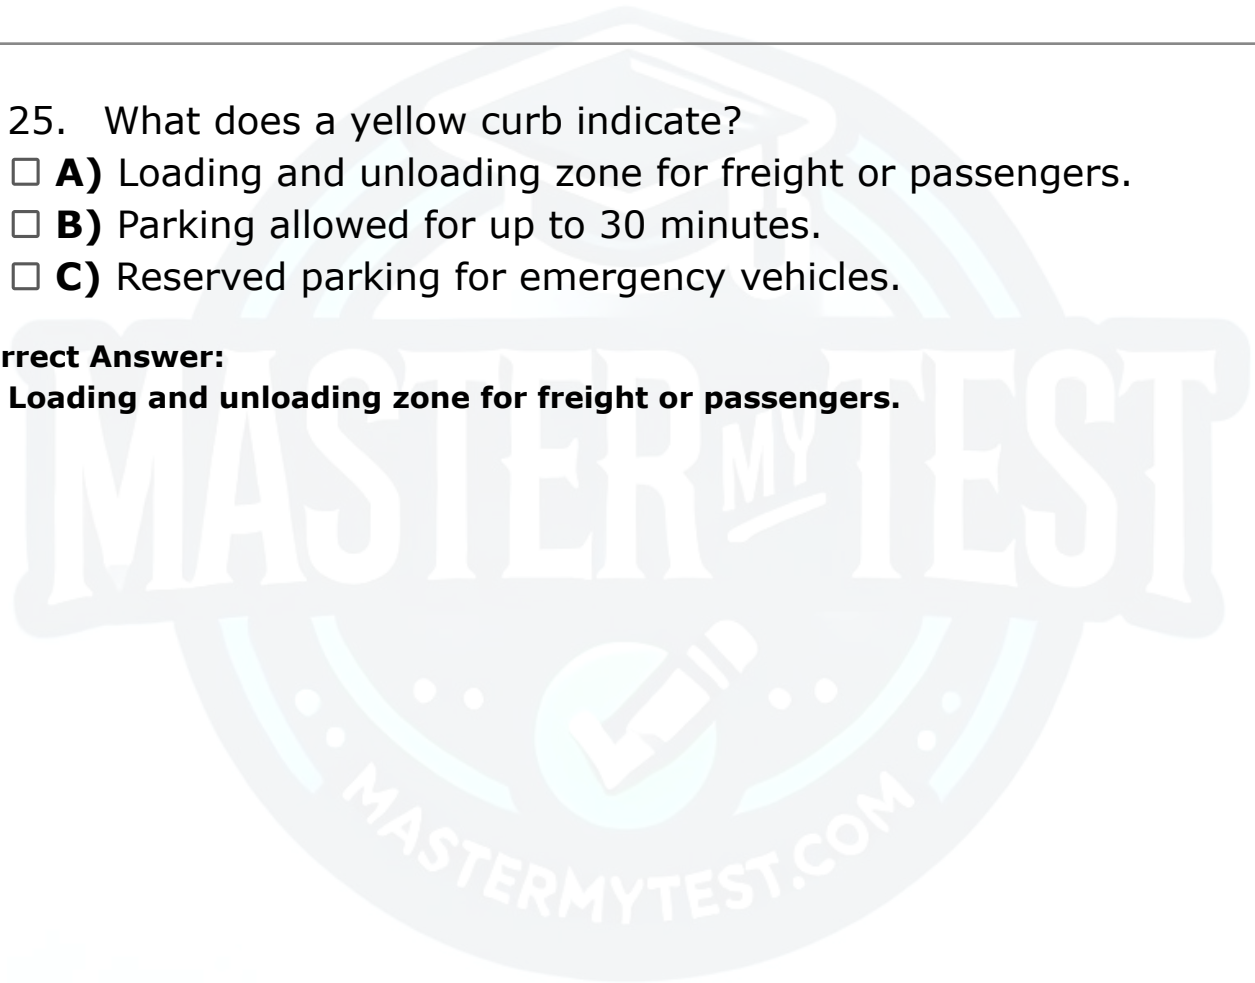 25. What does a yellow curb indicate?
A) Loading and unloading zone for freight or passengers.
B) Parking allowed for up to 30 minutes.
C) Reserved parking for emergency vehicles.
rrect Answer:
Loading and unloading zone for freight or passengers.
MASTER MY TEST
MASTERMYTEST.COM